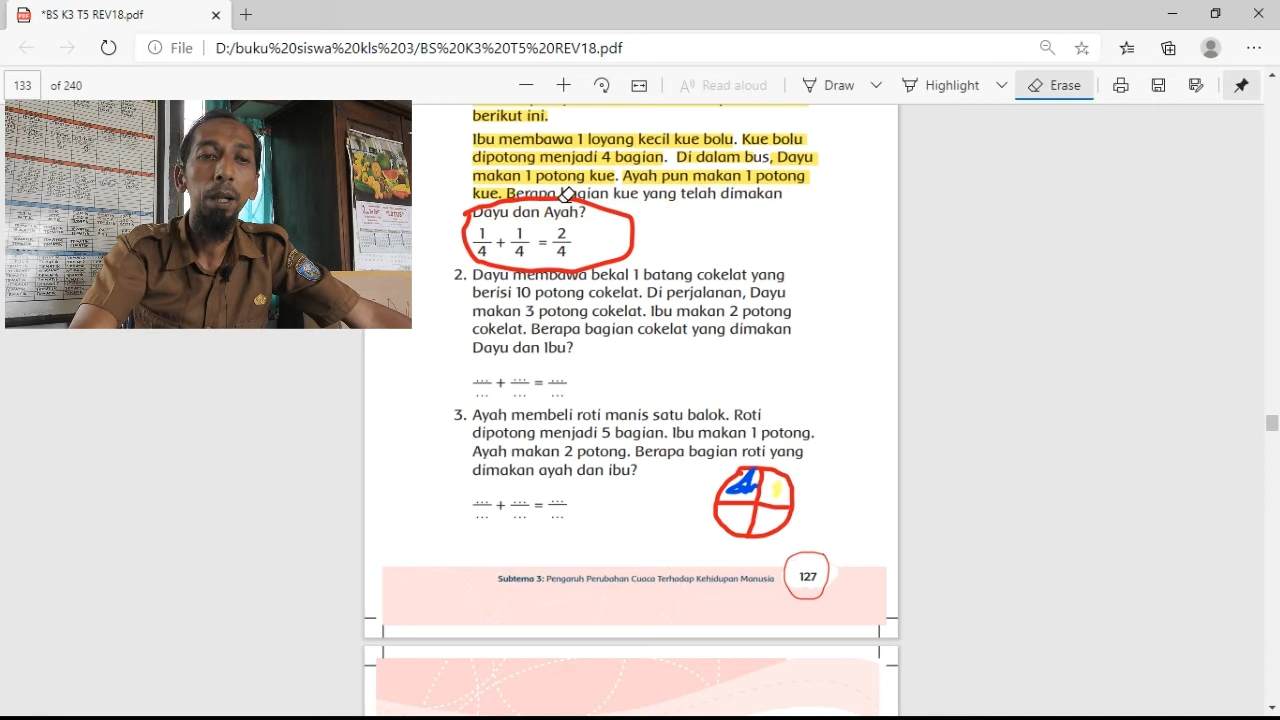 *BS K3 T5 REV18.pdf
File D:/buku%20siswa%20kls%203/BS%20K3%20T5%20REV18.pdf
133 of 240 Read aloud Draw Highlight Erase
berikut ini.
Ibu membawa 1 loyang kecil kue bolu. Kue bolu
dipotong menjadi 4 bagian. Di dalam bus, Dayu
makan 1 potong kue. Ayah pun makan 1 potong
kue. Berapa bagian kue yang telah dimakan
Dayu dan Ayah?
1/4 + 1/4 = 2/4
2. Dayu membawa bekal 1 batang cokelat yang
berisi 10 potong cokelat. Di perjalanan, Dayu
makan 3 potong cokelat. Ibu makan 2 potong
cokelat. Berapa bagian cokelat yang dimakan
Dayu dan Ibu?
.../... + .../... = .../...
3. Ayah membeli roti manis satu balok. Roti
dipotong menjadi 5 bagian. Ibu makan 1 potong.
Ayah makan 2 potong. Berapa bagian roti yang
dimakan ayah dan ibu?
.../... + .../... = .../...
Subtema 3: Pengaruh Perubahan Cuaca Terhadap Kehidupan Manusia 127